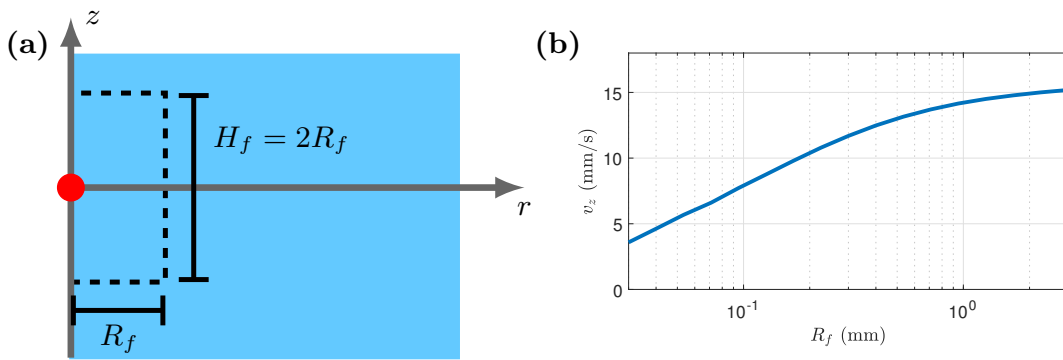 (a)
z
H_f = 2R_f
r
R_f
(b)
v_z (mm/s)
15
10
5
0
10^-1
10^0
R_f (mm)